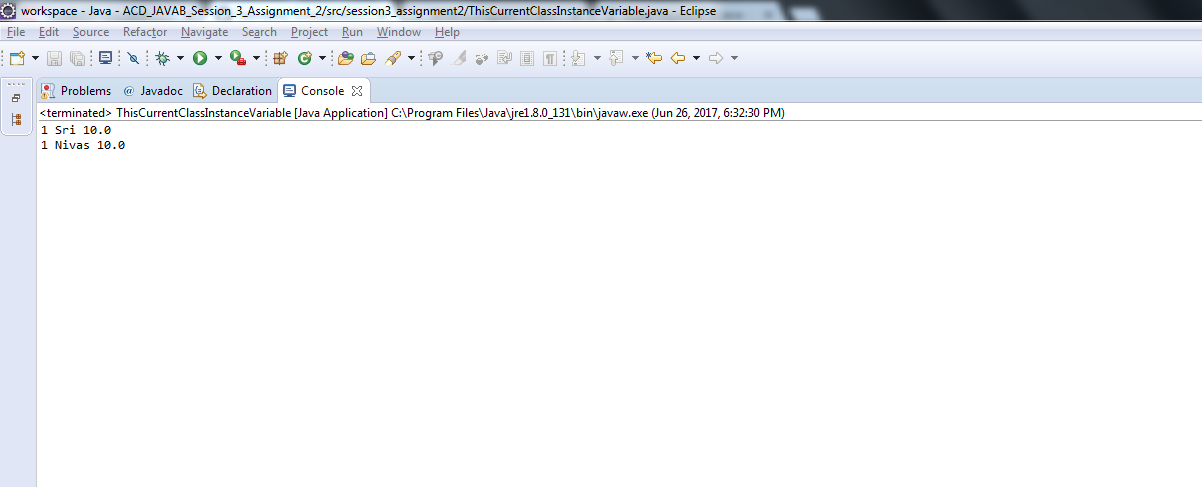 workspace - Java - ACD_JAVAB_Session_3_Assignment_2/src/session3_assignment2/ThisCurrentClassInstanceVariable.java - Eclipse
File Edit Source Refactor Navigate Search Project Run Window Help
Problems @ Javadoc Declaration Console
<terminated> ThisCurrentClassInstanceVariable [Java Application] C:\Program Files\Java\jre1.8.0_131\bin\javaw.exe (Jun 26, 2017, 6:32:30 PM)
1 Sri 10.0
1 Nivas 10.0